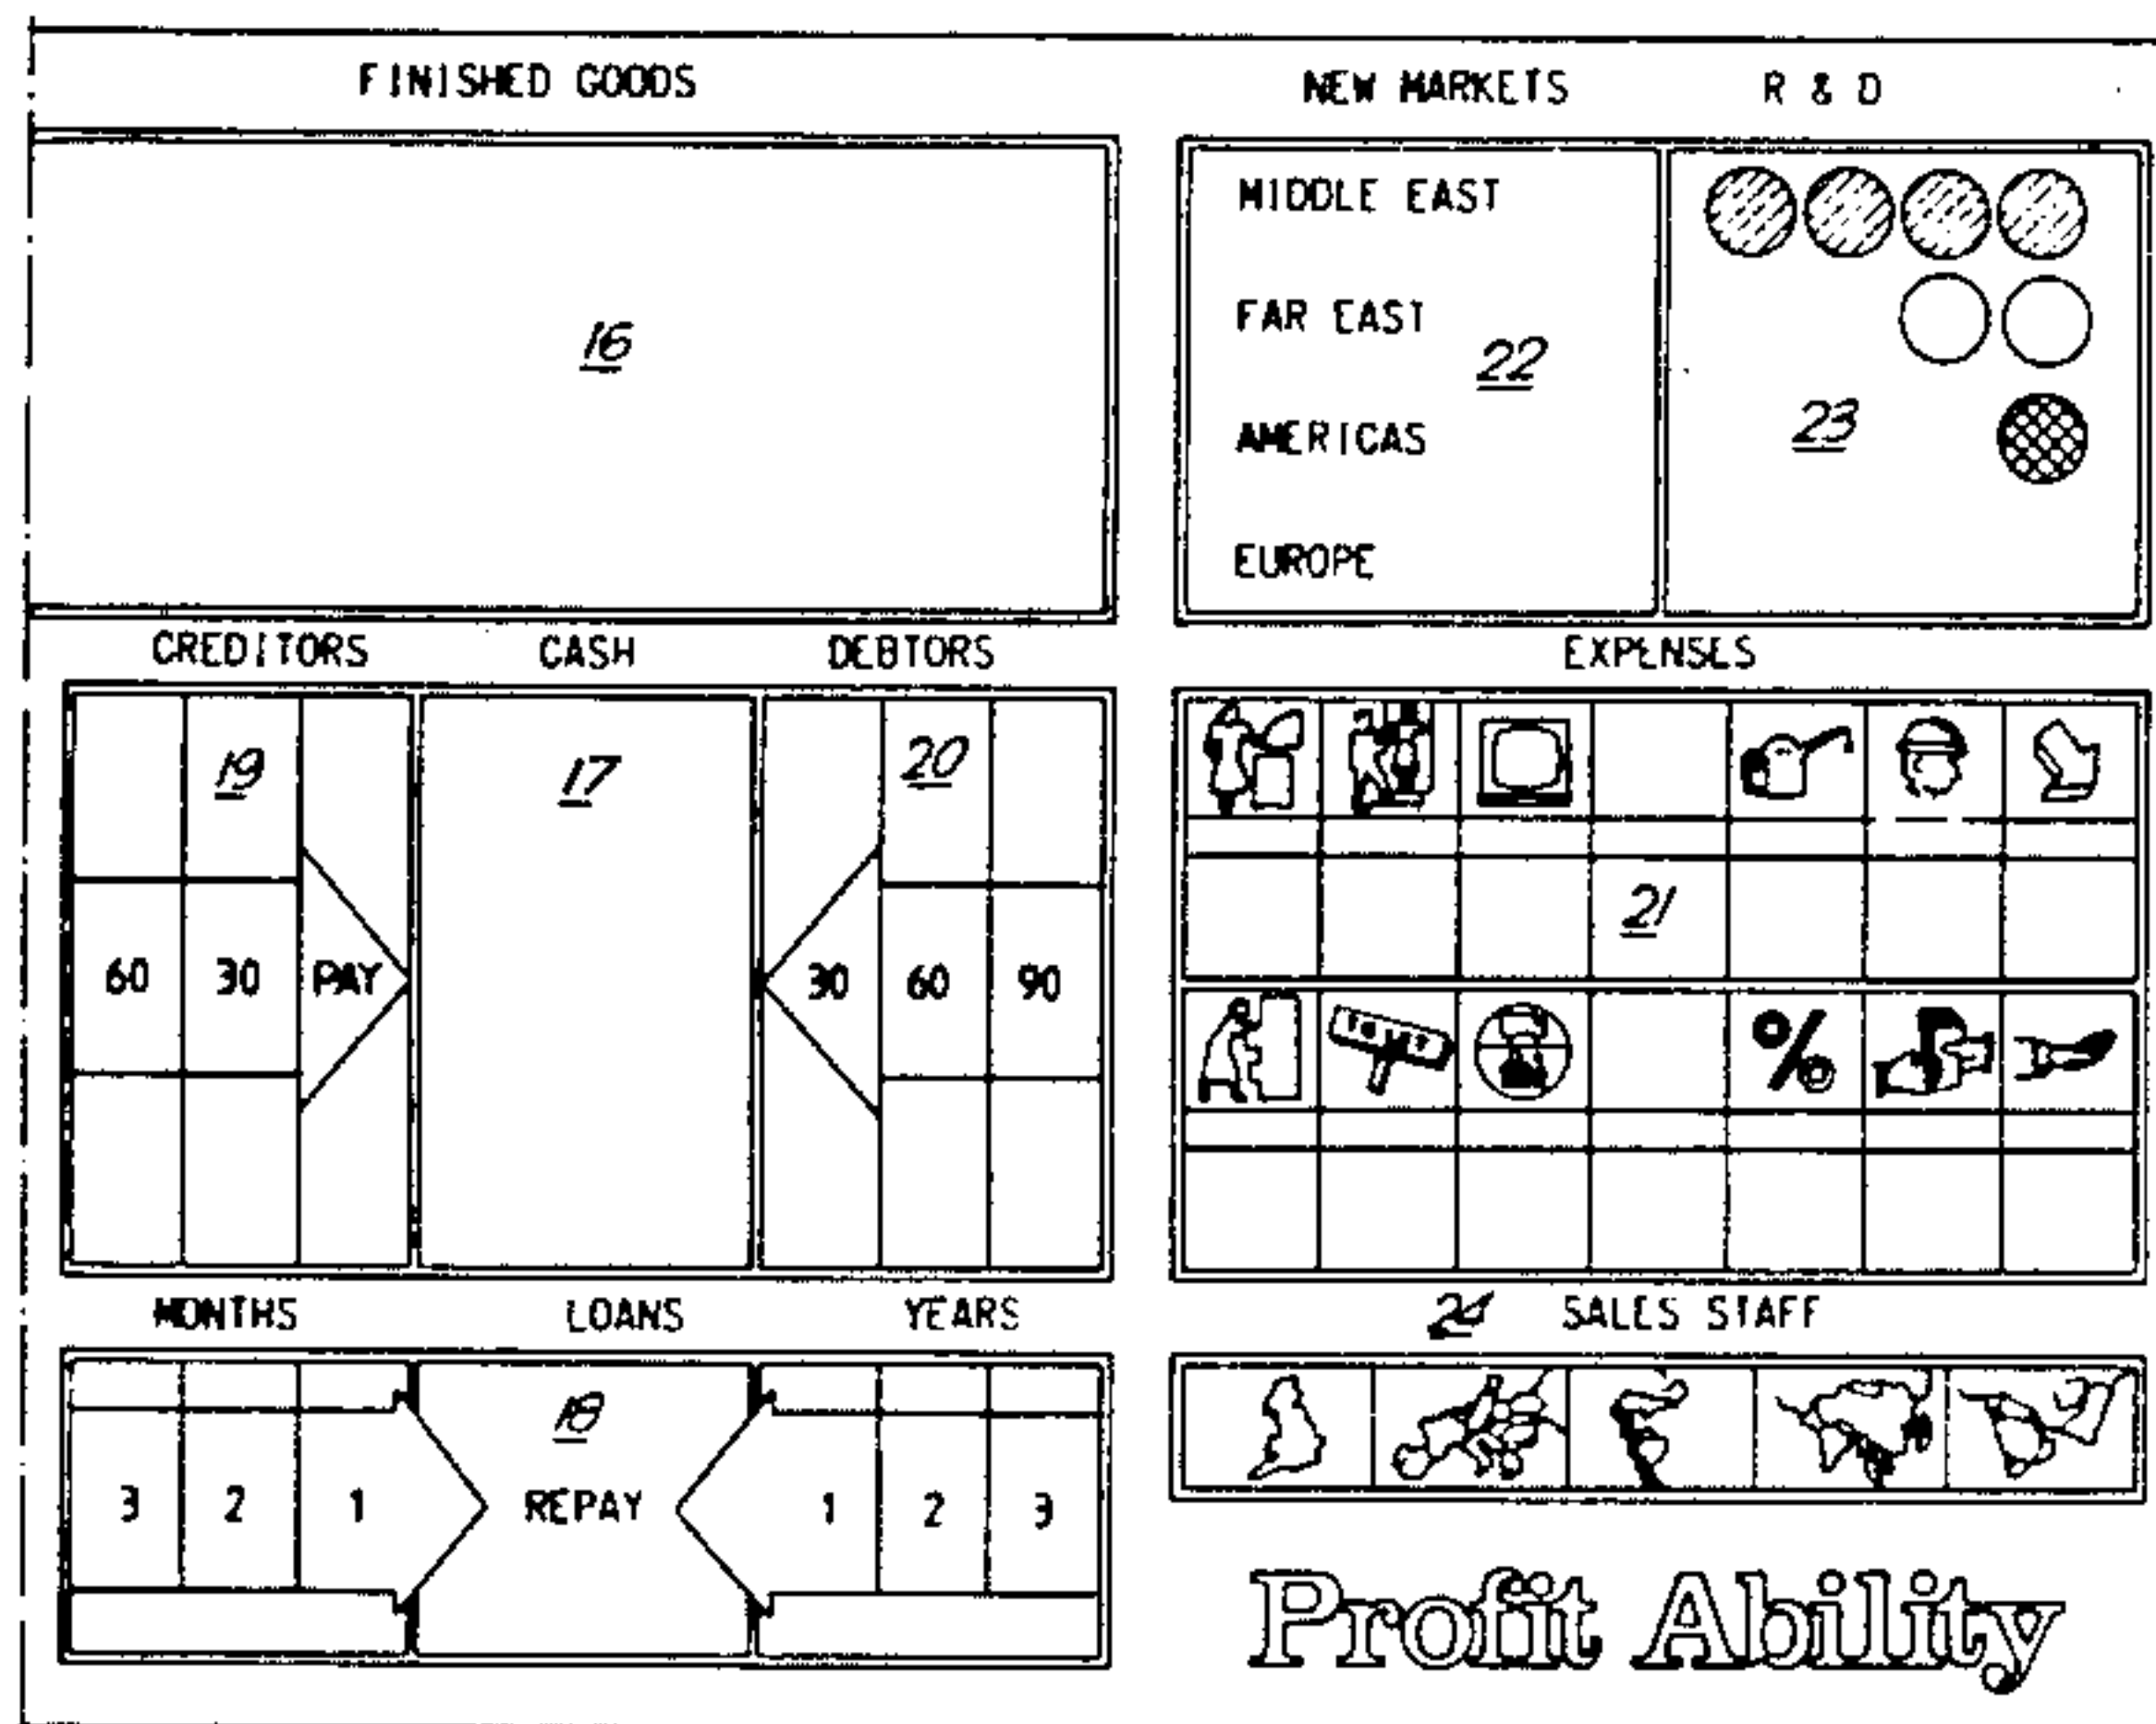 FINISHED GOODS
NEW MARKETS R & D
16
MIDDLE EAST
FAR EAST
22
AMERICAS
23
EUROPE
CREDITORS CASH DEBTORS
EXPENSES
19 17 20
21
60 30 PAY 30 60 90
%
MONTHS LOANS YEARS
24 SALES STAFF
18
3 2 1 REPAY 1 2 3
Profit Ability